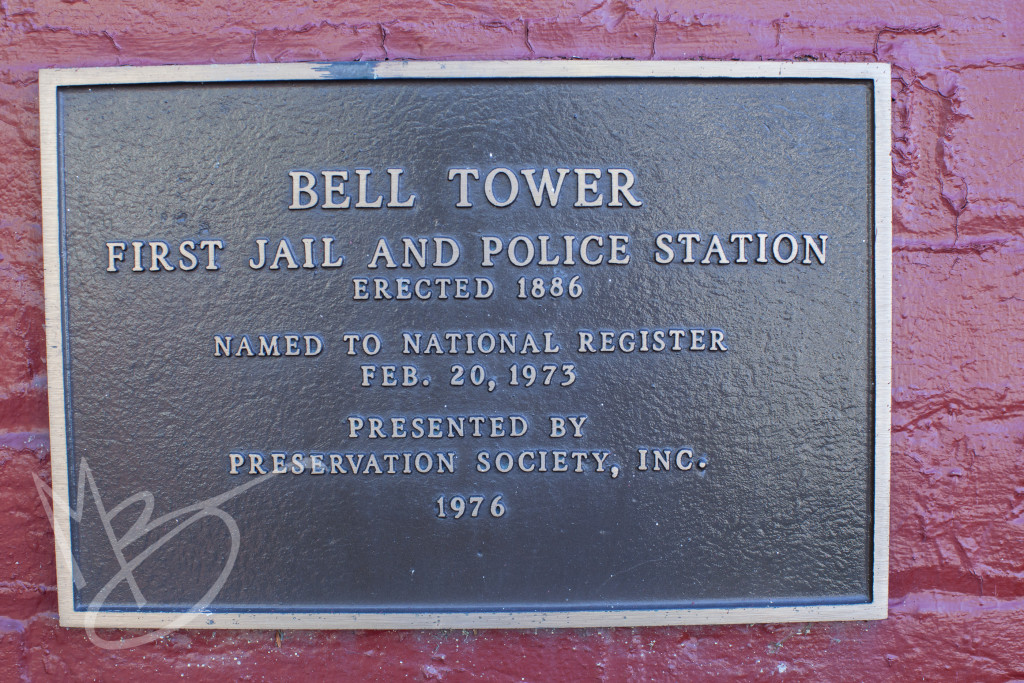 BELL TOWER
FIRST JAIL AND POLICE STATION
ERECTED 1886
NAMED TO NATIONAL REGISTER
FEB. 20, 1973
PRESENTED BY
PRESERVATION SOCIETY, INC.
1976
MB